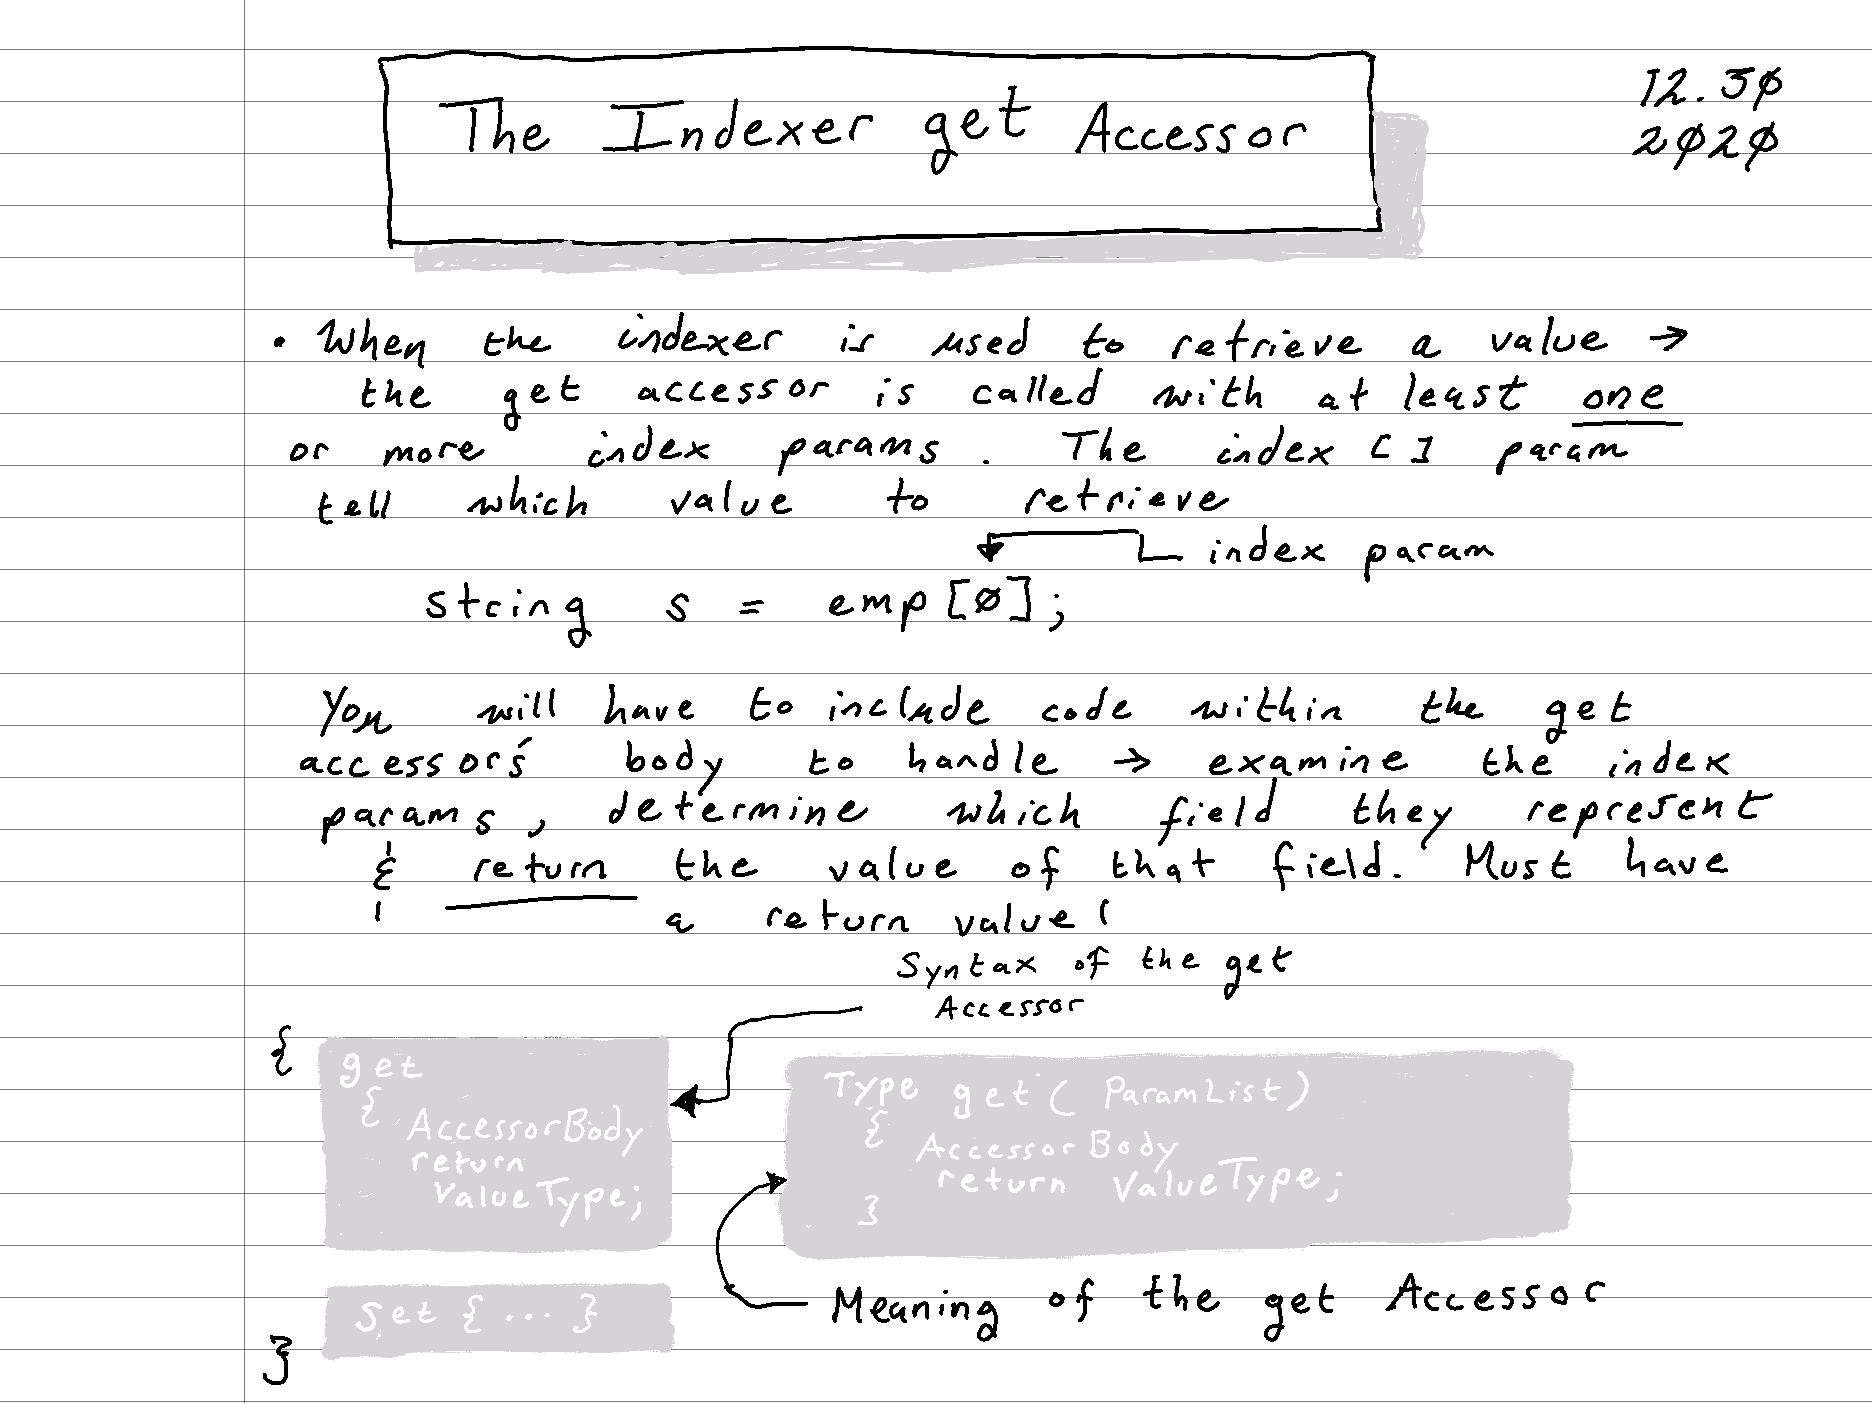 The Indexer get Accessor
12.30
2020
• When the indexer is used to retrieve a value →
the get accessor is called with at least one
or more index params. The index [ ] param
tell which value to retrieve
index param
string s = emp[0];
You will have to include code within the get
accessor's body to handle → examine the index
params, determine which field they represent
& return the value of that field. Must have
a return value!
Syntax of the get
Accessor
{
get
{
AccessorBody
return
ValueType;
set { ... }
}
Type get( ParamList)
{
AccessorBody
return ValueType;
}
Meaning of the get Accessor